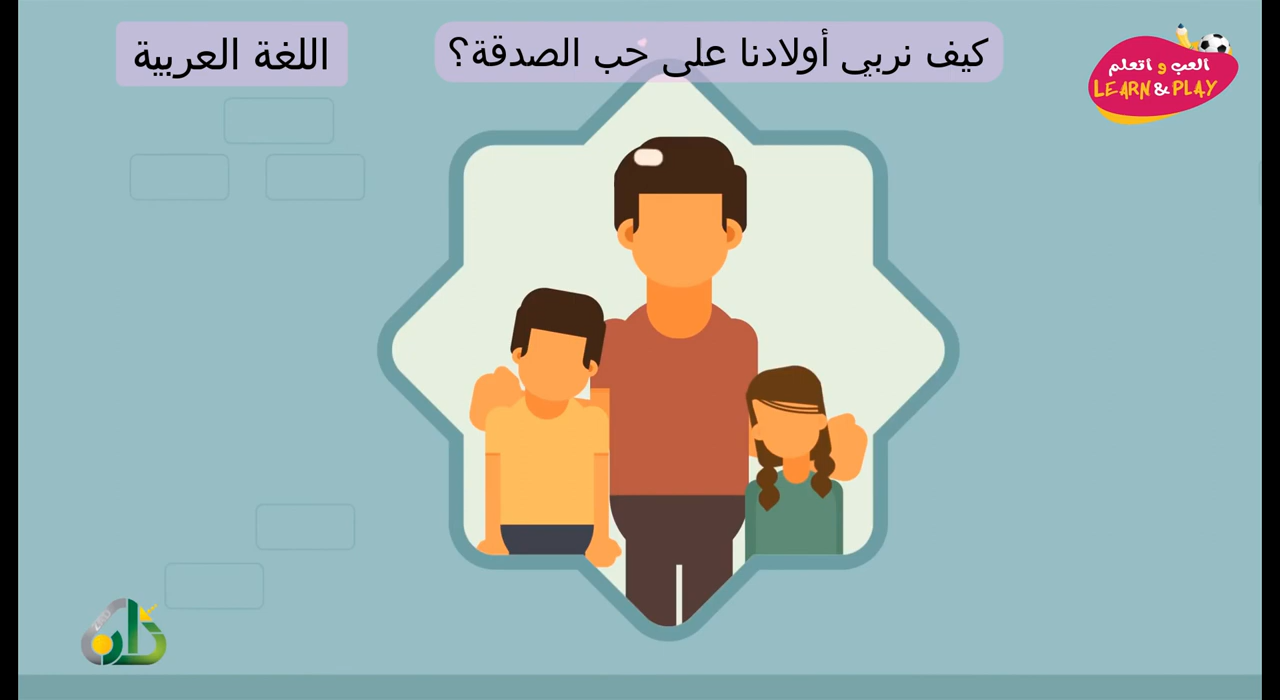 كيف نربي أولادنا على حب الصدقة؟
اللغة العربية
العب و اتعلم
LEARN & PLAY